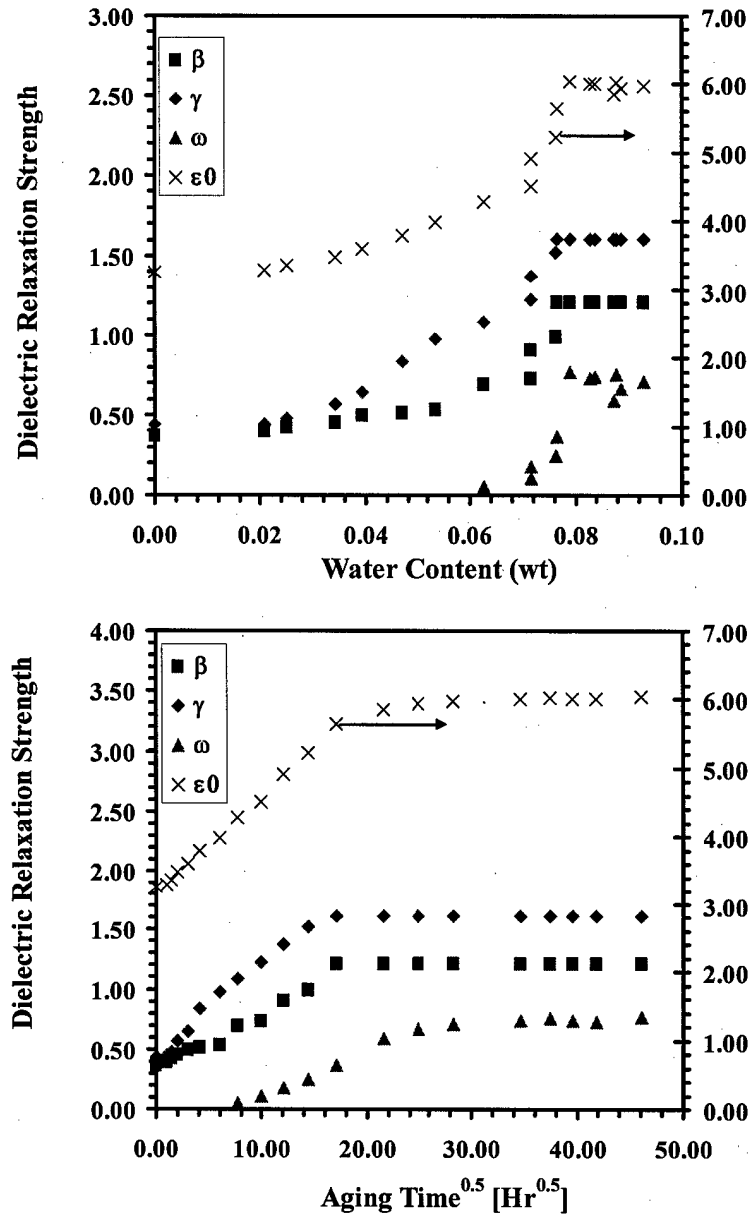 3.00
2.50
2.00
1.50
1.00
0.50
0.00
7.00
6.00
5.00
4.00
3.00
2.00
1.00
0.00
β
γ
ω
ε0
Dielectric Relaxation Strength
0.00 0.02 0.04 0.06 0.08 0.10
Water Content (wt)
4.00
3.50
3.00
2.50
2.00
1.50
1.00
0.50
0.00
7.00
6.00
5.00
4.00
3.00
2.00
1.00
0.00
β
γ
ω
ε0
Dielectric Relaxation Strength
0.00 10.00 20.00 30.00 40.00 50.00
Aging Time^0.5 [Hr^0.5]